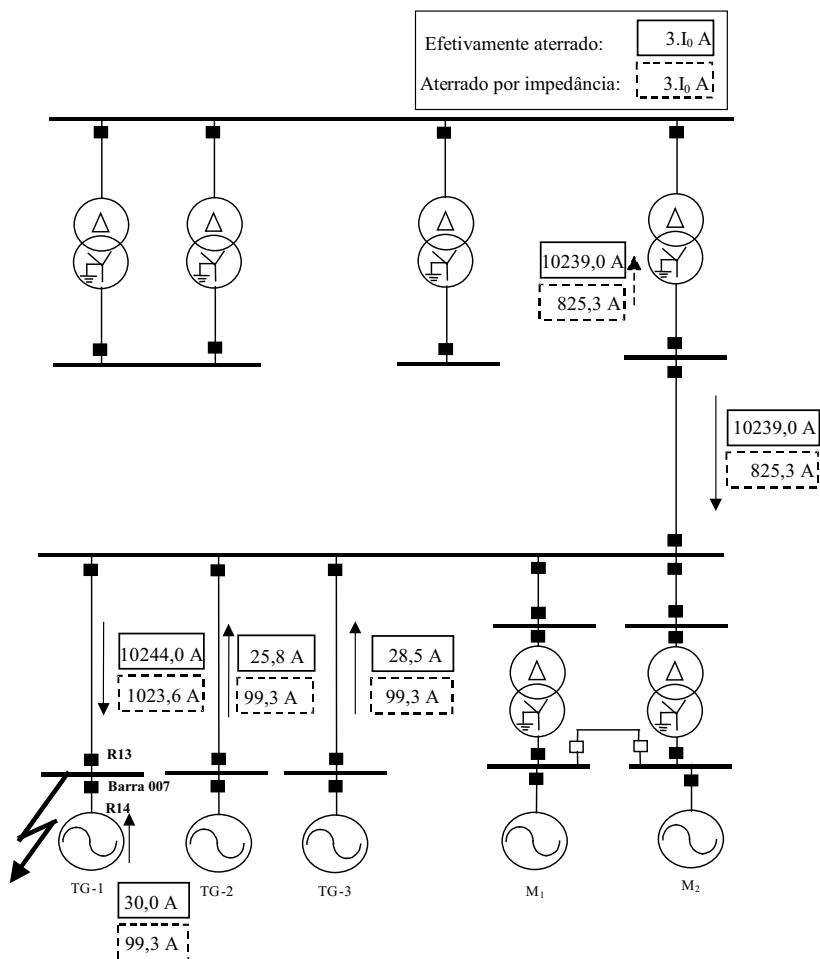 Efetivamente aterrado: 3.I₀ A
Aterrado por impedância: 3.I₀ A
10239,0 A
825,3 A
10239,0 A
825,3 A
10244,0 A
1023,6 A
25,8 A
99,3 A
28,5 A
99,3 A
R13
Barra 007
R14
TG-1
TG-2
TG-3
M₁
M₂
30,0 A
99,3 A